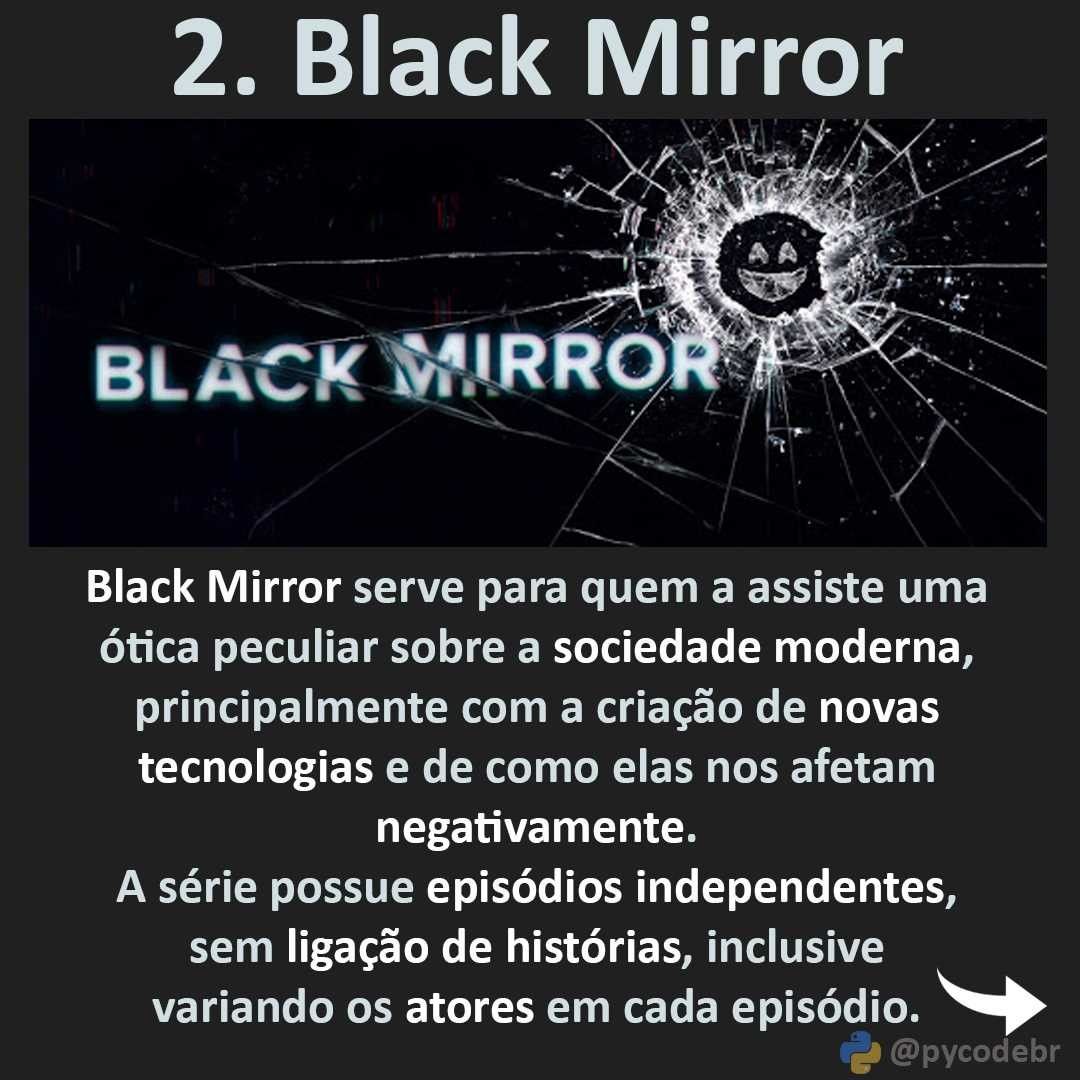 2. Black Mirror
BLACK MIRROR
Black Mirror serve para quem a assiste uma
ótica peculiar sobre a sociedade moderna,
principalmente com a criação de novas
tecnologias e de como elas nos afetam
negativamente.
A série possue episódios independentes,
sem ligação de histórias, inclusive
variando os atores em cada episódio.
@pycodebr